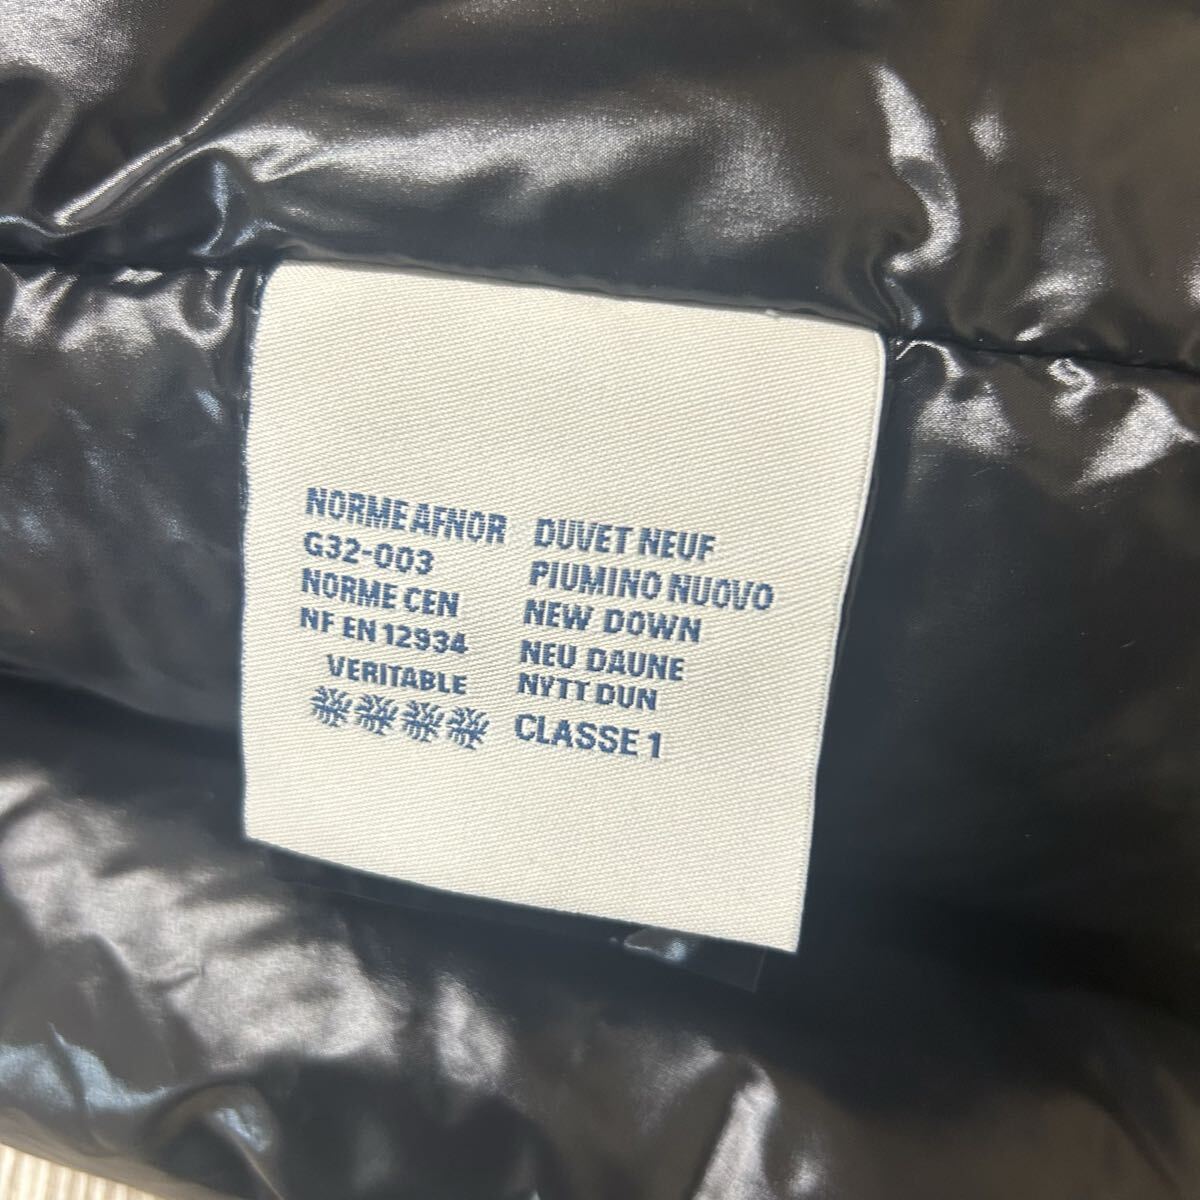 NORME AFNOR
G32-003
NORME CEN
NF EN 12934
VERITABLE
DUVET NEUF
PIUMINO NUOVO
NEW DOWN
NEU DAUNE
NYTT DUN
CLASSE 1